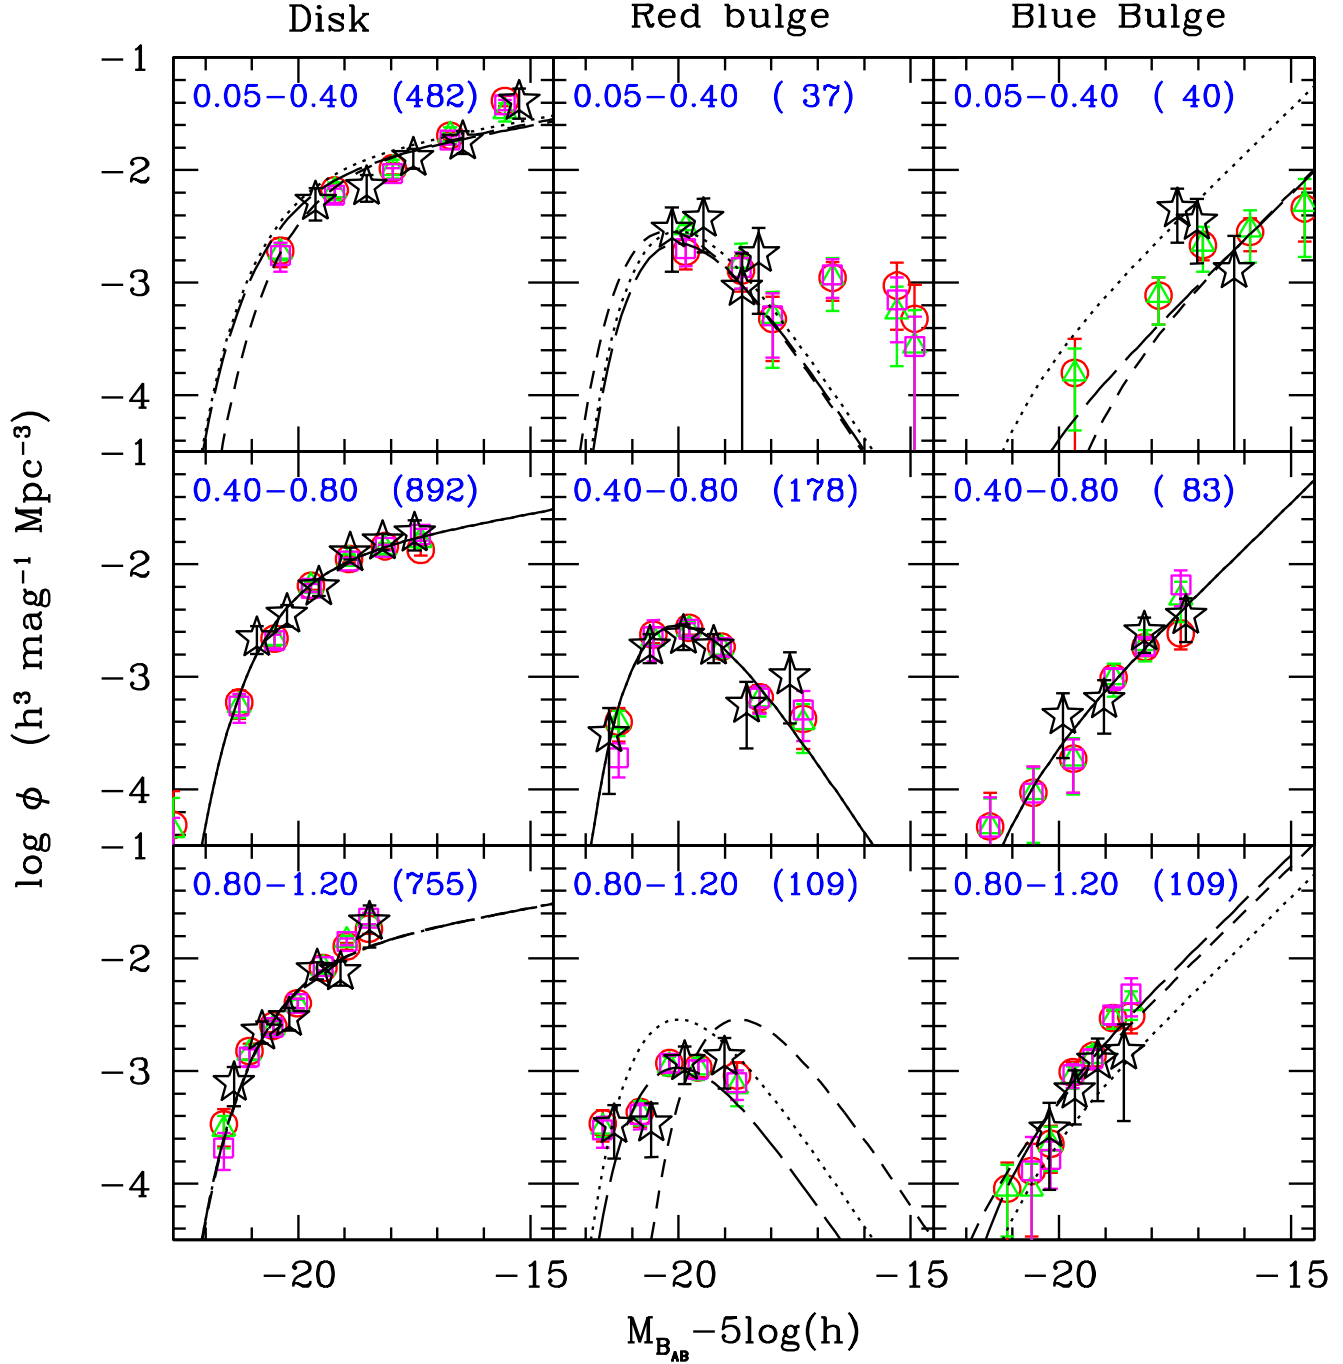 Disk Red bulge Blue Bulge
−1
0.05−0.40 (482) 0.05−0.40 ( 37) 0.05−0.40 ( 40)
−2
−3
−4
−1
0.40−0.80 (892) 0.40−0.80 (178) 0.40−0.80 ( 83)
−2
−3
−4
−1
0.80−1.20 (755) 0.80−1.20 (109) 0.80−1.20 (109)
−2
−3
−4
log ϕ (h³ mag⁻¹ Mpc⁻³)
−20 −15 −20 −15 −20 −15
M_{B_{AB}}−5log(h)